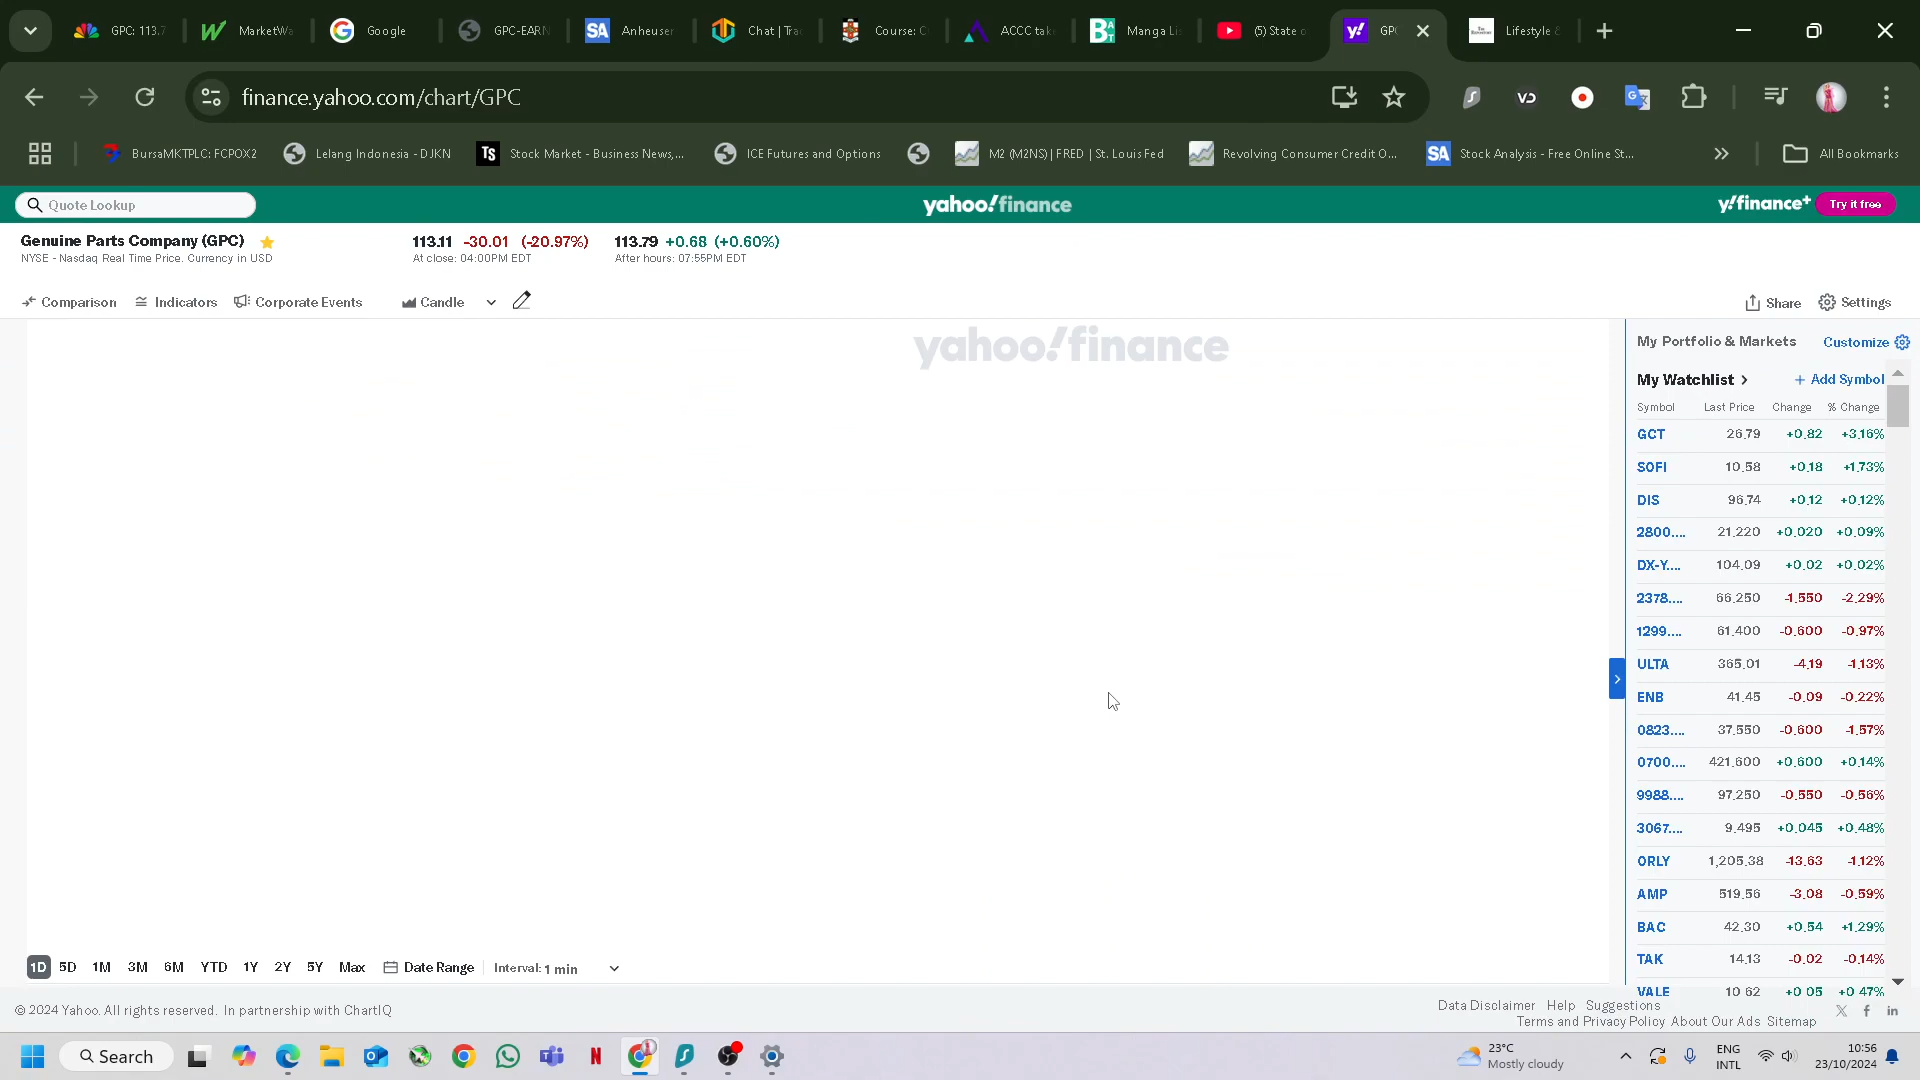 GPC: 113.7
MarketWa
Google
GPC-EARN
Anheuser
Chat | Tra
Course: C
ACCC tak
Manga Li
(5) State o
GPC
Lifestyle &
finance.yahoo.com/chart/GPC
BursaMKTPLC: FCPOX2
Lelang Indonesia - DJKN
Stock Market - Business News,...
ICE Futures and Options
M2 (M2NS) | FRED | St. Louis Fed
Revolving Consumer Credit O...
Stock Analysis - Free Online St...
All Bookmarks
Quote Lookup
yahoo!finance
y!finance+ Try it free
Genuine Parts Company (GPC)
NYSE - Nasdaq Real Time Price. Currency in USD
113.11 -30.01 (-20.97%)
At close: 04:00PM EDT
113.79 +0.68 (+0.60%)
After hours: 07:55PM EDT
Comparison Indicators Corporate Events Candle
Share Settings
yahoo!finance
My Portfolio & Markets Customize
My Watchlist + Add Symbol
Symbol Last Price Change % Change
GCT 26.79 +0.82 +3.16%
SOFI 10.58 +0.18 +1.73%
DIS 96.74 +0.12 +0.12%
2800.... 21.220 +0.020 +0.09%
DX-Y.... 104.09 +0.02 +0.02%
2378.... 66.250 -1.550 -2.29%
1299.... 61.400 -0.600 -0.97%
ULTA 365.01 -4.19 -1.13%
ENB 41.45 -0.09 -0.22%
0823.... 37.550 -0.600 -1.57%
0700.... 421.600 +0.600 +0.14%
9988.... 97.250 -0.550 -0.56%
3067.... 9.495 +0.045 +0.48%
ORLY 1,205.38 -13.63 -1.12%
AMP 519.56 -3.08 -0.59%
BAC 42.30 +0.54 +1.29%
TAK 14.13 -0.02 -0.14%
VALE 10.62 +0.05 +0.47%
1D 5D 1M 3M 6M YTD 1Y 2Y 5Y Max Date Range Interval: 1 min
© 2024 Yahoo. All rights reserved. In partnership with ChartIQ
Data Disclaimer Help Suggestions
Terms and Privacy Policy About Our Ads Sitemap
Search
23°C
Mostly cloudy
ENG
INTL
10:56
23/10/2024